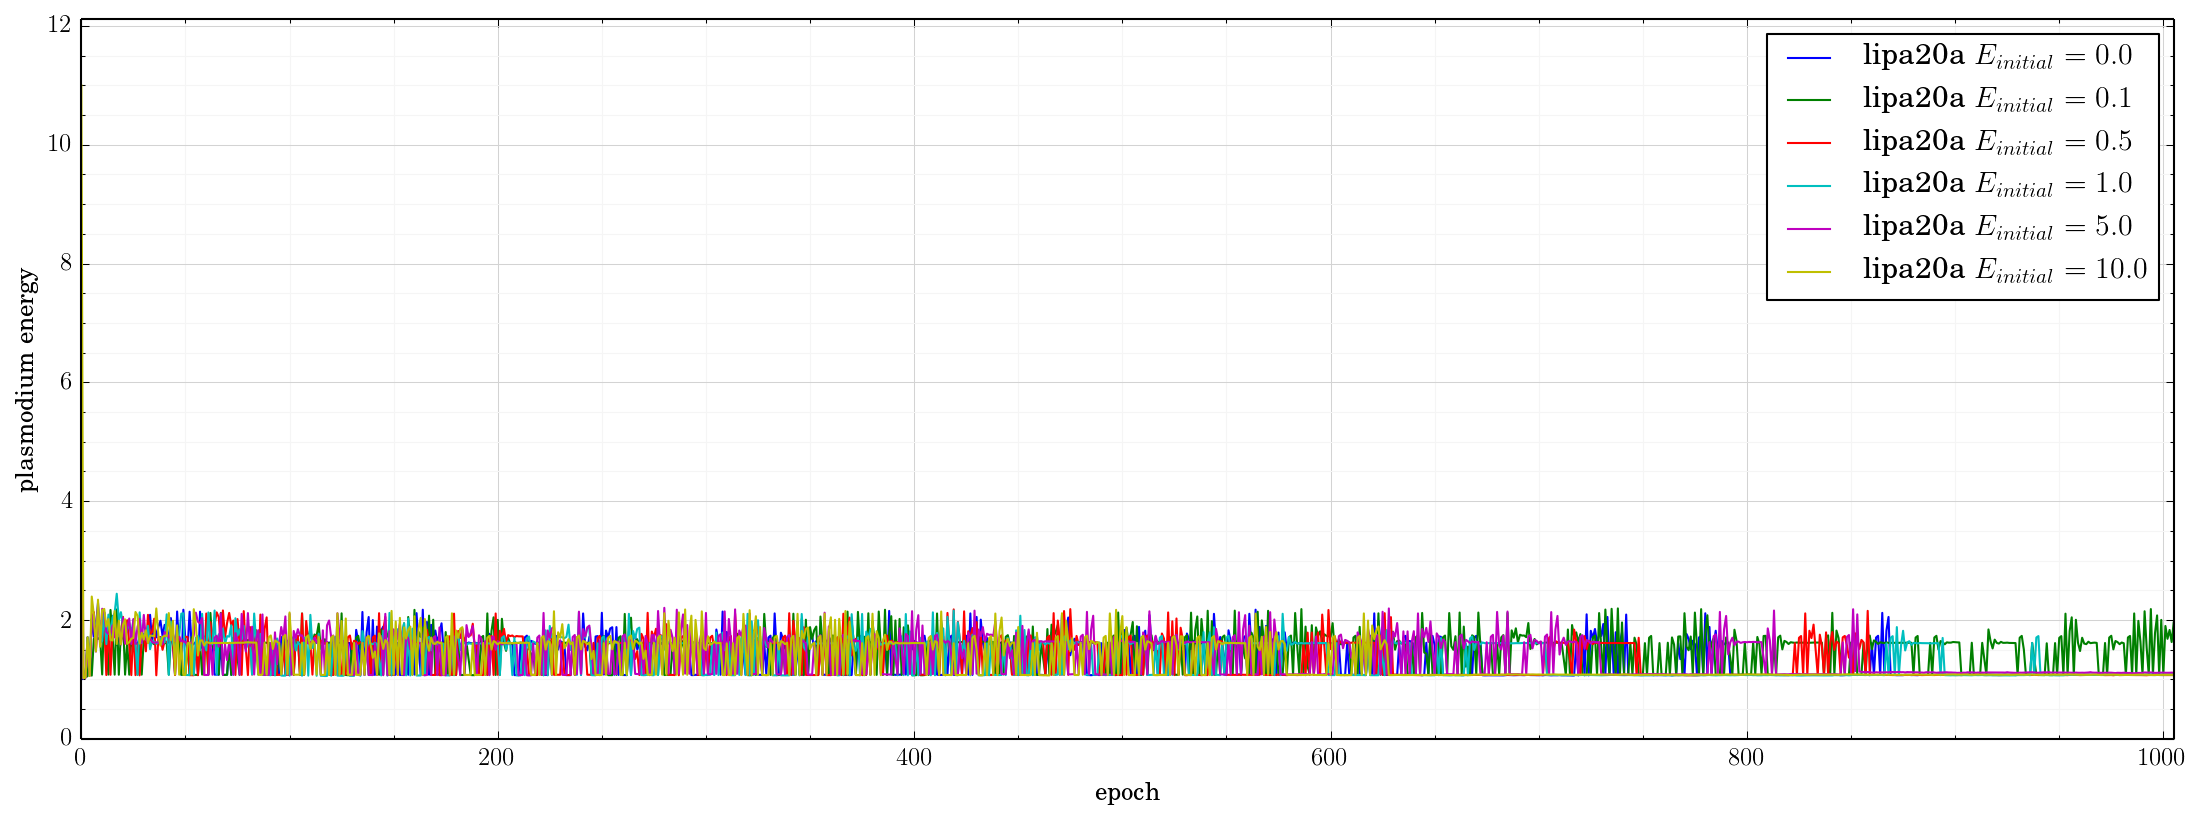 12
10
8
6
4
2
0
plasmodium energy
lipa20a E_initial = 0.0
lipa20a E_initial = 0.1
lipa20a E_initial = 0.5
lipa20a E_initial = 1.0
lipa20a E_initial = 5.0
lipa20a E_initial = 10.0
0 200 400 600 800 1000
epoch